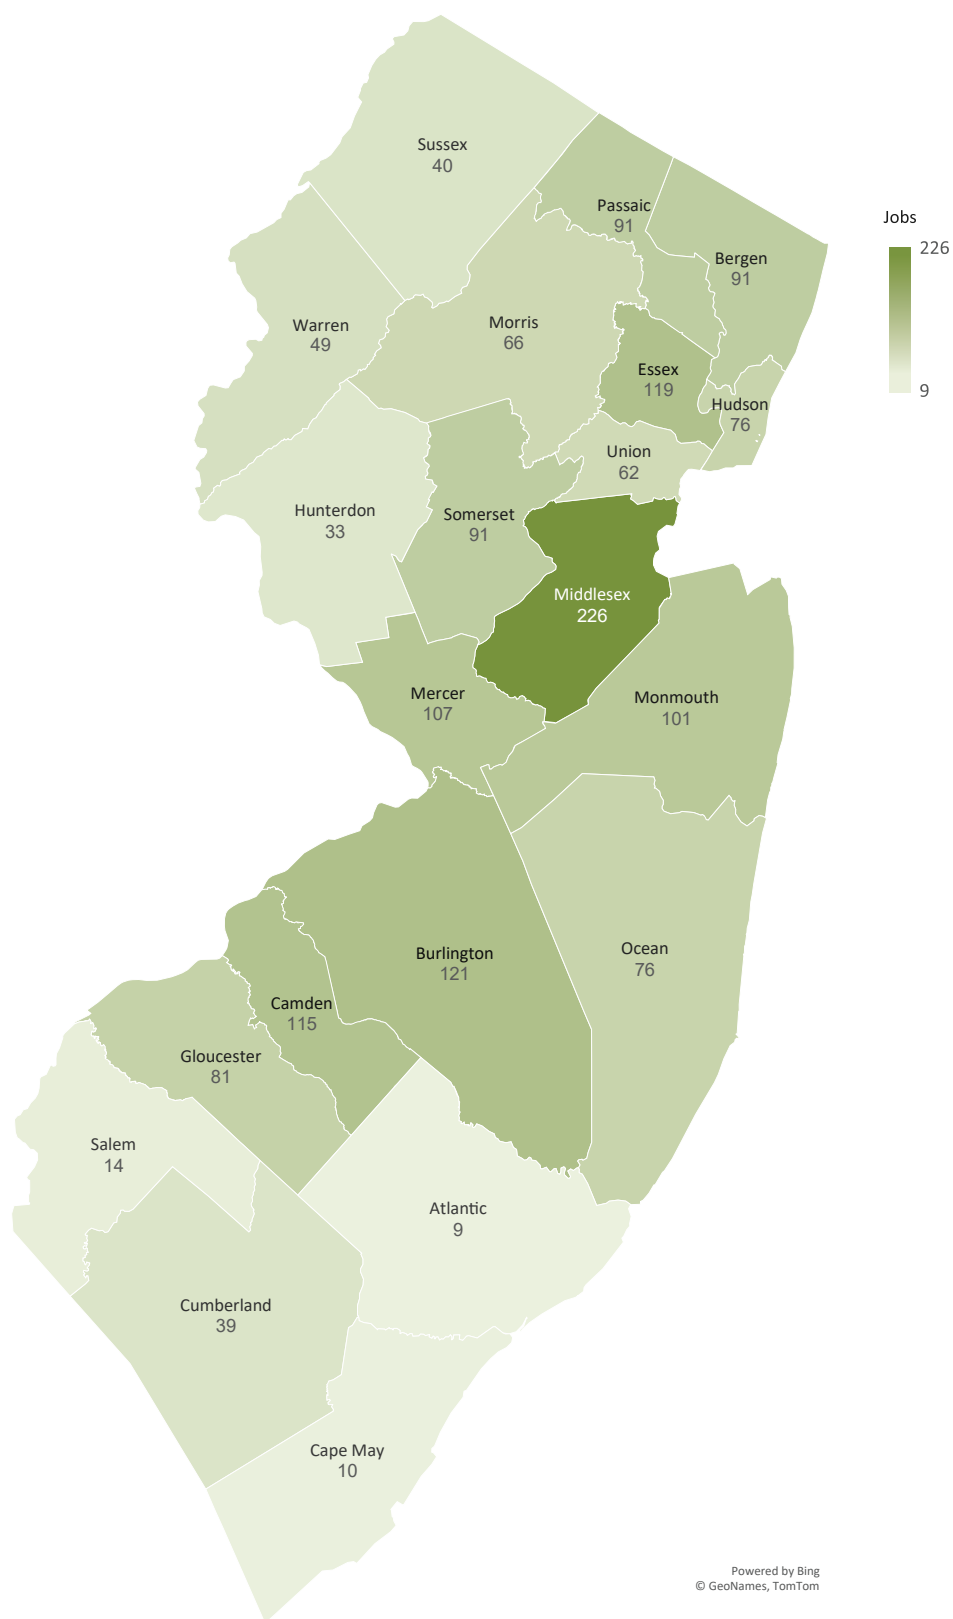 Sussex
40
Passaic
91
Jobs
226
9
Bergen
91
Warren
49
Morris
66
Essex
119
Hudson
76
Union
62
Hunterdon
33
Somerset
91
Middlesex
226
Mercer
107
Monmouth
101
Burlington
121
Ocean
76
Camden
115
Gloucester
81
Salem
14
Atlantic
9
Cumberland
39
Cape May
10
Powered by Bing
© GeoNames, TomTom